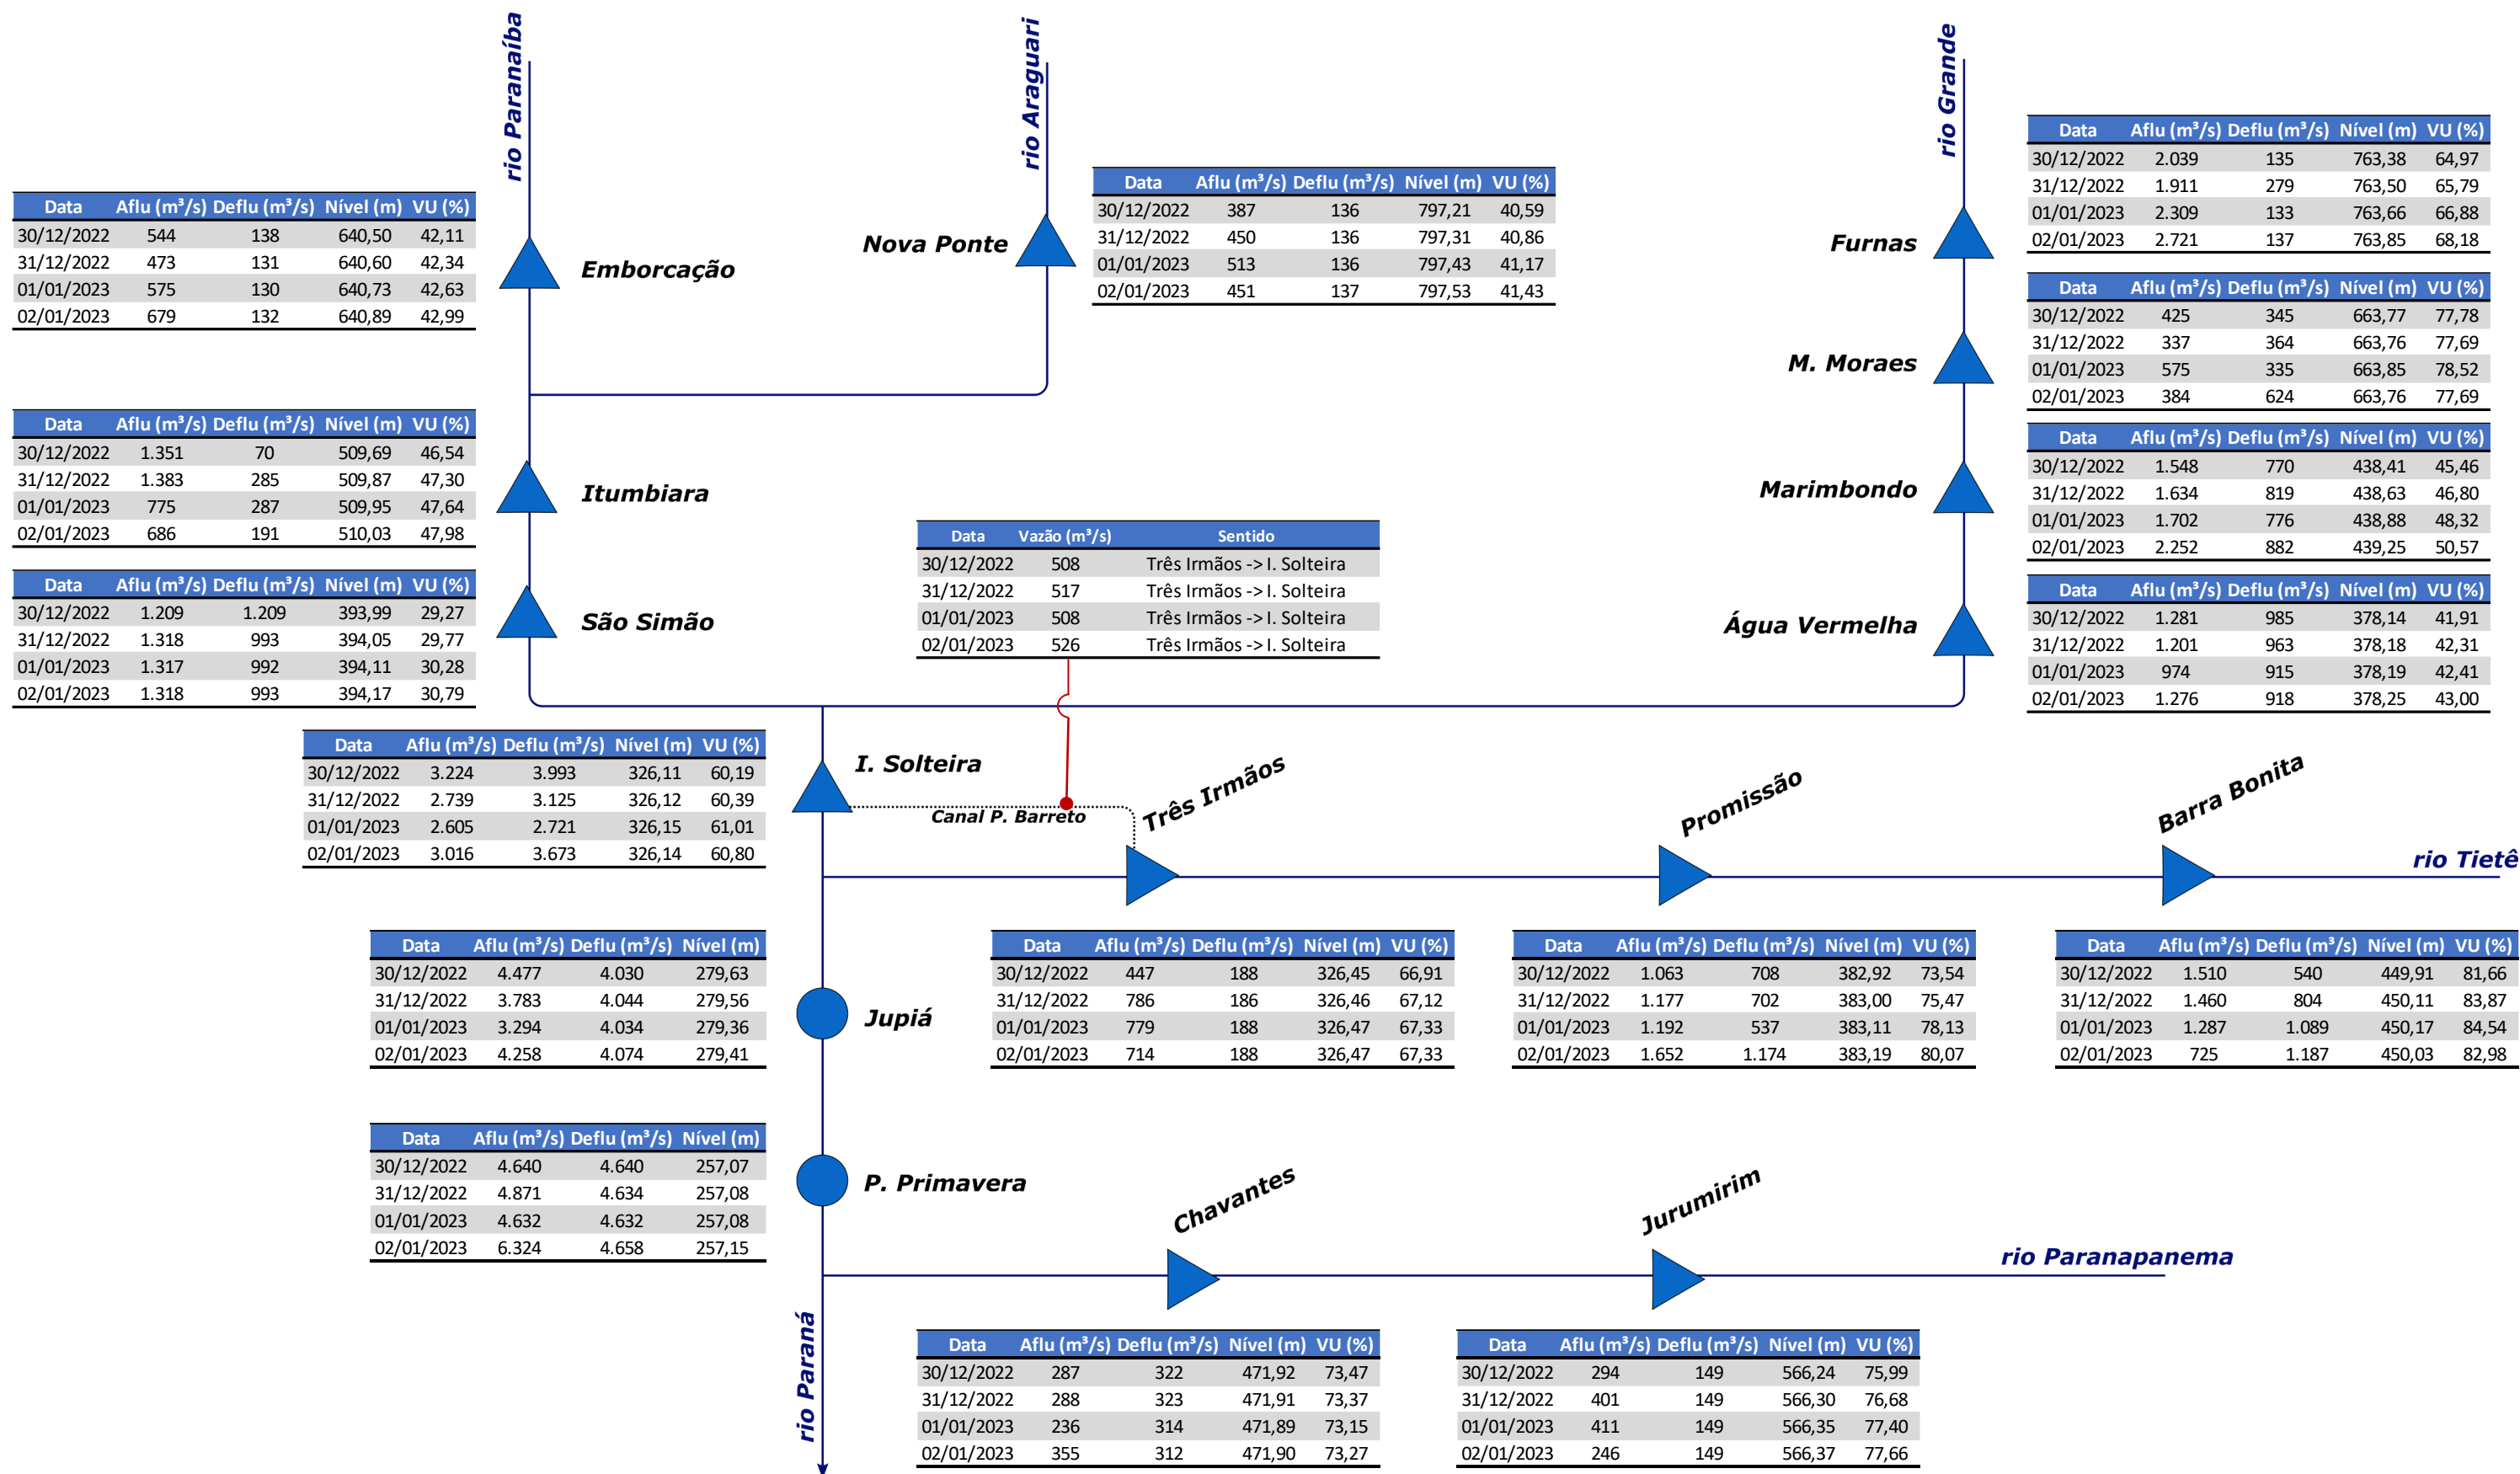 rio Paranaíba
rio Araguari
rio Grande
Data Aflu (m³/s) Deflu (m³/s) Nível (m) VU (%)
30/12/2022 544 138 640,50 42,11
31/12/2022 473 131 640,60 42,34
01/01/2023 575 130 640,73 42,63
02/01/2023 679 132 640,89 42,99
Emborcação
Nova Ponte
Data Aflu (m³/s) Deflu (m³/s) Nível (m) VU (%)
30/12/2022 387 136 797,21 40,59
31/12/2022 450 136 797,31 40,86
01/01/2023 513 136 797,43 41,17
02/01/2023 451 137 797,53 41,43
Furnas
Data Aflu (m³/s) Deflu (m³/s) Nível (m) VU (%)
30/12/2022 2.039 135 763,38 64,97
31/12/2022 1.911 279 763,50 65,79
01/01/2023 2.309 133 763,66 66,88
02/01/2023 2.721 137 763,85 68,18
M. Moraes
Data Aflu (m³/s) Deflu (m³/s) Nível (m) VU (%)
30/12/2022 425 345 663,77 77,78
31/12/2022 337 364 663,76 77,69
01/01/2023 575 335 663,85 78,52
02/01/2023 384 624 663,76 77,69
Data Aflu (m³/s) Deflu (m³/s) Nível (m) VU (%)
30/12/2022 1.351 70 509,69 46,54
31/12/2022 1.383 285 509,87 47,30
01/01/2023 775 287 509,95 47,64
02/01/2023 686 191 510,03 47,98
Itumbiara
Marimbondo
Data Aflu (m³/s) Deflu (m³/s) Nível (m) VU (%)
30/12/2022 1.548 770 438,41 45,46
31/12/2022 1.634 819 438,63 46,80
01/01/2023 1.702 776 438,88 48,32
02/01/2023 2.252 882 439,25 50,57
Data Aflu (m³/s) Deflu (m³/s) Nível (m) VU (%)
30/12/2022 1.209 1.209 393,99 29,27
31/12/2022 1.318 993 394,05 29,77
01/01/2023 1.317 992 394,11 30,28
02/01/2023 1.318 993 394,17 30,79
São Simão
Data Vazão (m³/s) Sentido
30/12/2022 508 Três Irmãos -> I. Solteira
31/12/2022 517 Três Irmãos -> I. Solteira
01/01/2023 508 Três Irmãos -> I. Solteira
02/01/2023 526 Três Irmãos -> I. Solteira
Água Vermelha
Data Aflu (m³/s) Deflu (m³/s) Nível (m) VU (%)
30/12/2022 1.281 985 378,14 41,91
31/12/2022 1.201 963 378,18 42,31
01/01/2023 974 915 378,19 42,41
02/01/2023 1.276 918 378,25 43,00
Data Aflu (m³/s) Deflu (m³/s) Nível (m) VU (%)
30/12/2022 3.224 3.993 326,11 60,19
31/12/2022 2.739 3.125 326,12 60,39
01/01/2023 2.605 2.721 326,15 61,01
02/01/2023 3.016 3.673 326,14 60,80
I. Solteira
Canal P. Barreto
Três Irmãos
Promissão
Barra Bonita
rio Tietê
Data Aflu (m³/s) Deflu (m³/s) Nível (m)
30/12/2022 4.477 4.030 279,63
31/12/2022 3.783 4.044 279,56
01/01/2023 3.294 4.034 279,36
02/01/2023 4.258 4.074 279,41
Jupiá
Data Aflu (m³/s) Deflu (m³/s) Nível (m) VU (%)
30/12/2022 447 188 326,45 66,91
31/12/2022 786 186 326,46 67,12
01/01/2023 779 188 326,47 67,33
02/01/2023 714 188 326,47 67,33
Data Aflu (m³/s) Deflu (m³/s) Nível (m) VU (%)
30/12/2022 1.063 708 382,92 73,54
31/12/2022 1.177 702 383,00 75,47
01/01/2023 1.192 537 383,11 78,13
02/01/2023 1.652 1.174 383,19 80,07
Data Aflu (m³/s) Deflu (m³/s) Nível (m) VU (%)
30/12/2022 1.510 540 449,91 81,66
31/12/2022 1.460 804 450,11 83,87
01/01/2023 1.287 1.089 450,17 84,54
02/01/2023 725 1.187 450,03 82,98
Data Aflu (m³/s) Deflu (m³/s) Nível (m)
30/12/2022 4.640 4.640 257,07
31/12/2022 4.871 4.634 257,08
01/01/2023 4.632 4.632 257,08
02/01/2023 6.324 4.658 257,15
P. Primavera
Chavantes
Jurumirim
rio Paranapanema
rio Paraná
Data Aflu (m³/s) Deflu (m³/s) Nível (m) VU (%)
30/12/2022 287 322 471,92 73,47
31/12/2022 288 323 471,91 73,37
01/01/2023 236 314 471,89 73,15
02/01/2023 355 312 471,90 73,27
Data Aflu (m³/s) Deflu (m³/s) Nível (m) VU (%)
30/12/2022 294 149 566,24 75,99
31/12/2022 401 149 566,30 76,68
01/01/2023 411 149 566,35 77,40
02/01/2023 246 149 566,37 77,66